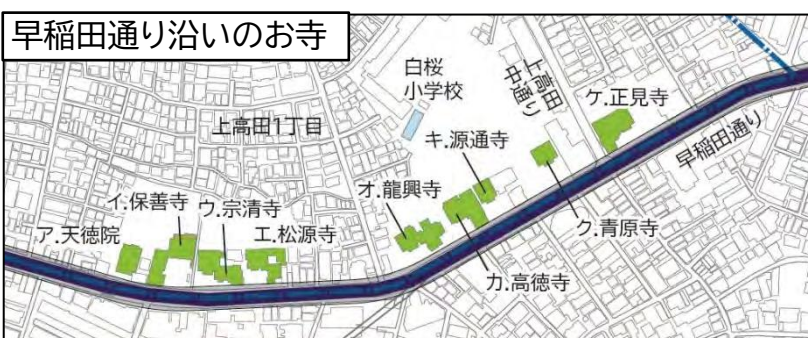 早稲田通り沿いのお寺
白桜
小学校
上高田
中通り
ケ.正見寺
上高田1丁目
キ.源通寺
早稲田通り
オ.龍興寺
イ.保善寺
ウ.宗清寺
ア.天徳院
エ.松源寺
ク.青原寺
カ.高徳寺